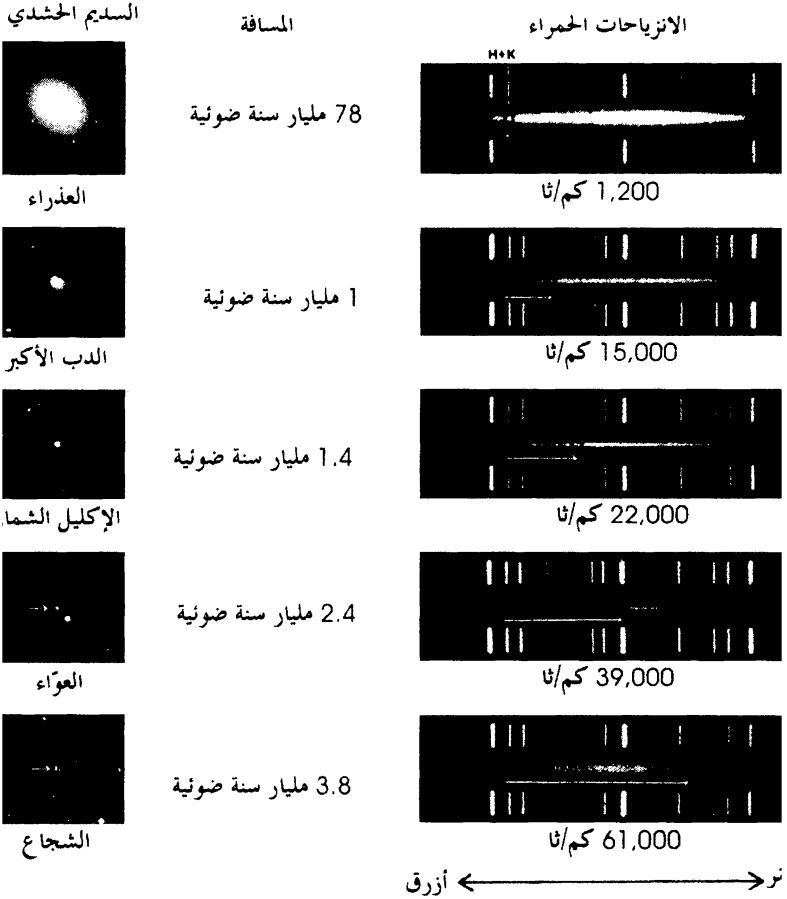 السديم الحشدي
المسافة
الانزياحات الحمراء
H+K
78 مليار سنة ضوئية
العذراء
1,200 كم/ثا
1 مليار سنة ضوئية
الدب الأكبر
15,000 كم/ثا
1.4 مليار سنة ضوئية
الإكليل الشما
22,000 كم/ثا
2.4 مليار سنة ضوئية
العوّاء
39,000 كم/ثا
3.8 مليار سنة ضوئية
الشجاع
61,000 كم/ثا
أزرق